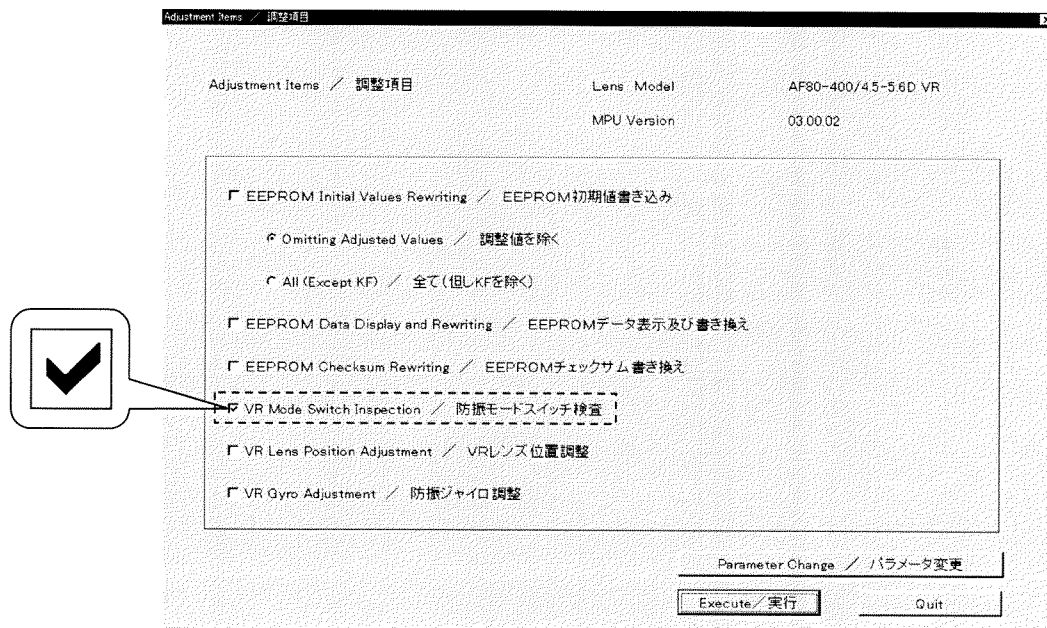 Adjustment Items ／ 調整項目
Adjustment Items ／ 調整項目
Lens Model
AF80-400/4.5-5.6D VR
MPU Version
03.00.02
EEPROM Initial Values Rewriting ／ EEPROM初期値書き込み
Omitting Adjusted Values ／ 調整値を除く
All (Except KF) ／ 全て(但しKFを除く)
EEPROM Data Display and Rewriting ／ EEPROMデータ表示及び書き換え
EEPROM Checksum Rewriting ／ EEPROMチェックサム書き換え
VR Mode Switch Inspection ／ 防振モードスイッチ検査
VR Lens Position Adjustment ／ VRレンズ位置調整
VR Gyro Adjustment ／ 防振ジャイロ調整
Parameter Change ／ パラメータ変更
Execute／実行
Quit